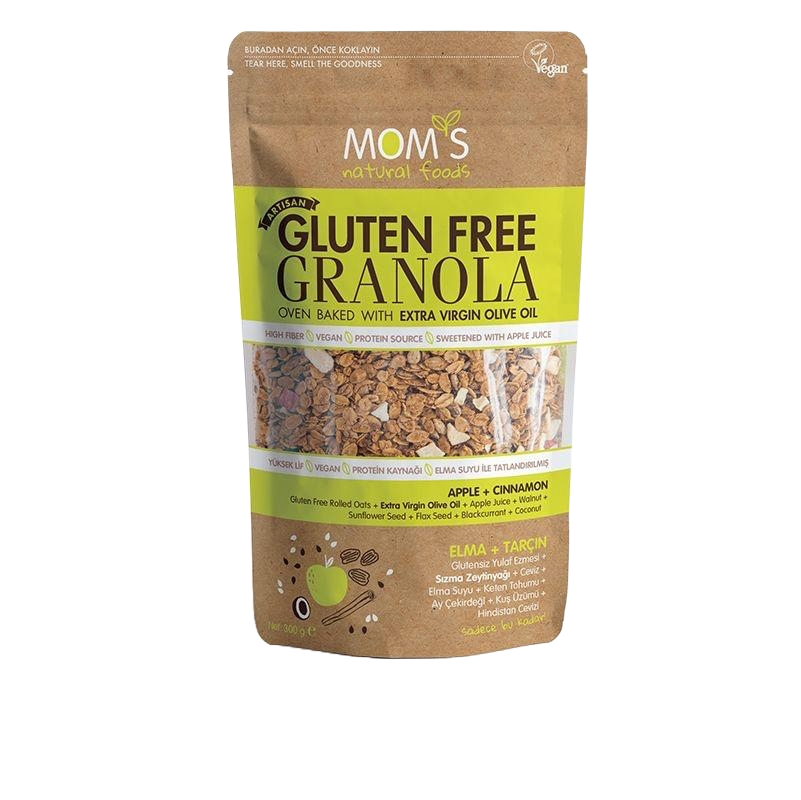 BURADAN AÇIN, ÖNCE KOKLAYIN
TEAR HERE, SMELL THE GOODNESS
Vegan
MOM'S
natural foods
ARTISAN
GLUTEN FREE
GRANOLA
OVEN BAKED WITH EXTRA VIRGIN OLIVE OIL
HIGH FIBER VEGAN PROTEIN SOURCE SWEETENED WITH APPLE JUICE
YÜKSEK LİF VEGAN PROTEİN KAYNAĞI ELMA SUYU İLE TATLANDIRILMIŞ
APPLE + CINNAMON
Gluten Free Rolled Oats + Extra Virgin Olive Oil + Apple Juice + Walnut +
Sunflower Seed + Flax Seed + Blackcurrant + Coconut
ELMA + TARÇIN
Glutensiz Yulaf Ezmesi +
Sızma Zeytinyağı + Ceviz +
Elma Suyu + Keten Tohumu +
Ay Çekirdeği + Kuş Üzümü +
Hindistan Cevizi
sadece bu kadar!
Net: 300 g ℮